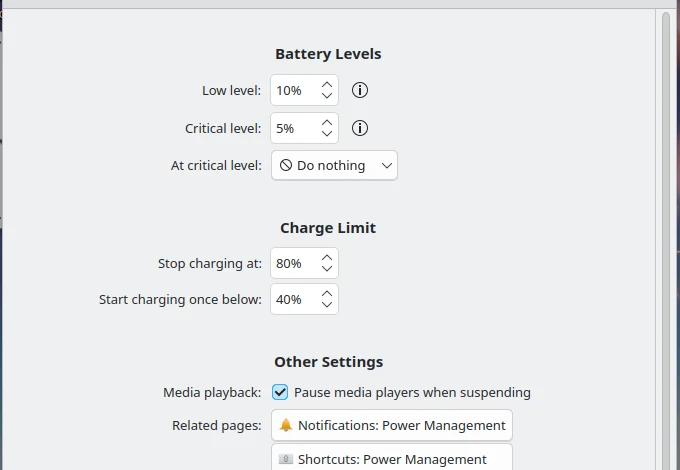 Battery Levels
Low level: 10%
Critical level: 5%
At critical level: Do nothing
Charge Limit
Stop charging at: 80%
Start charging once below: 40%
Other Settings
Media playback: Pause media players when suspending
Related pages: Notifications: Power Management
Shortcuts: Power Management